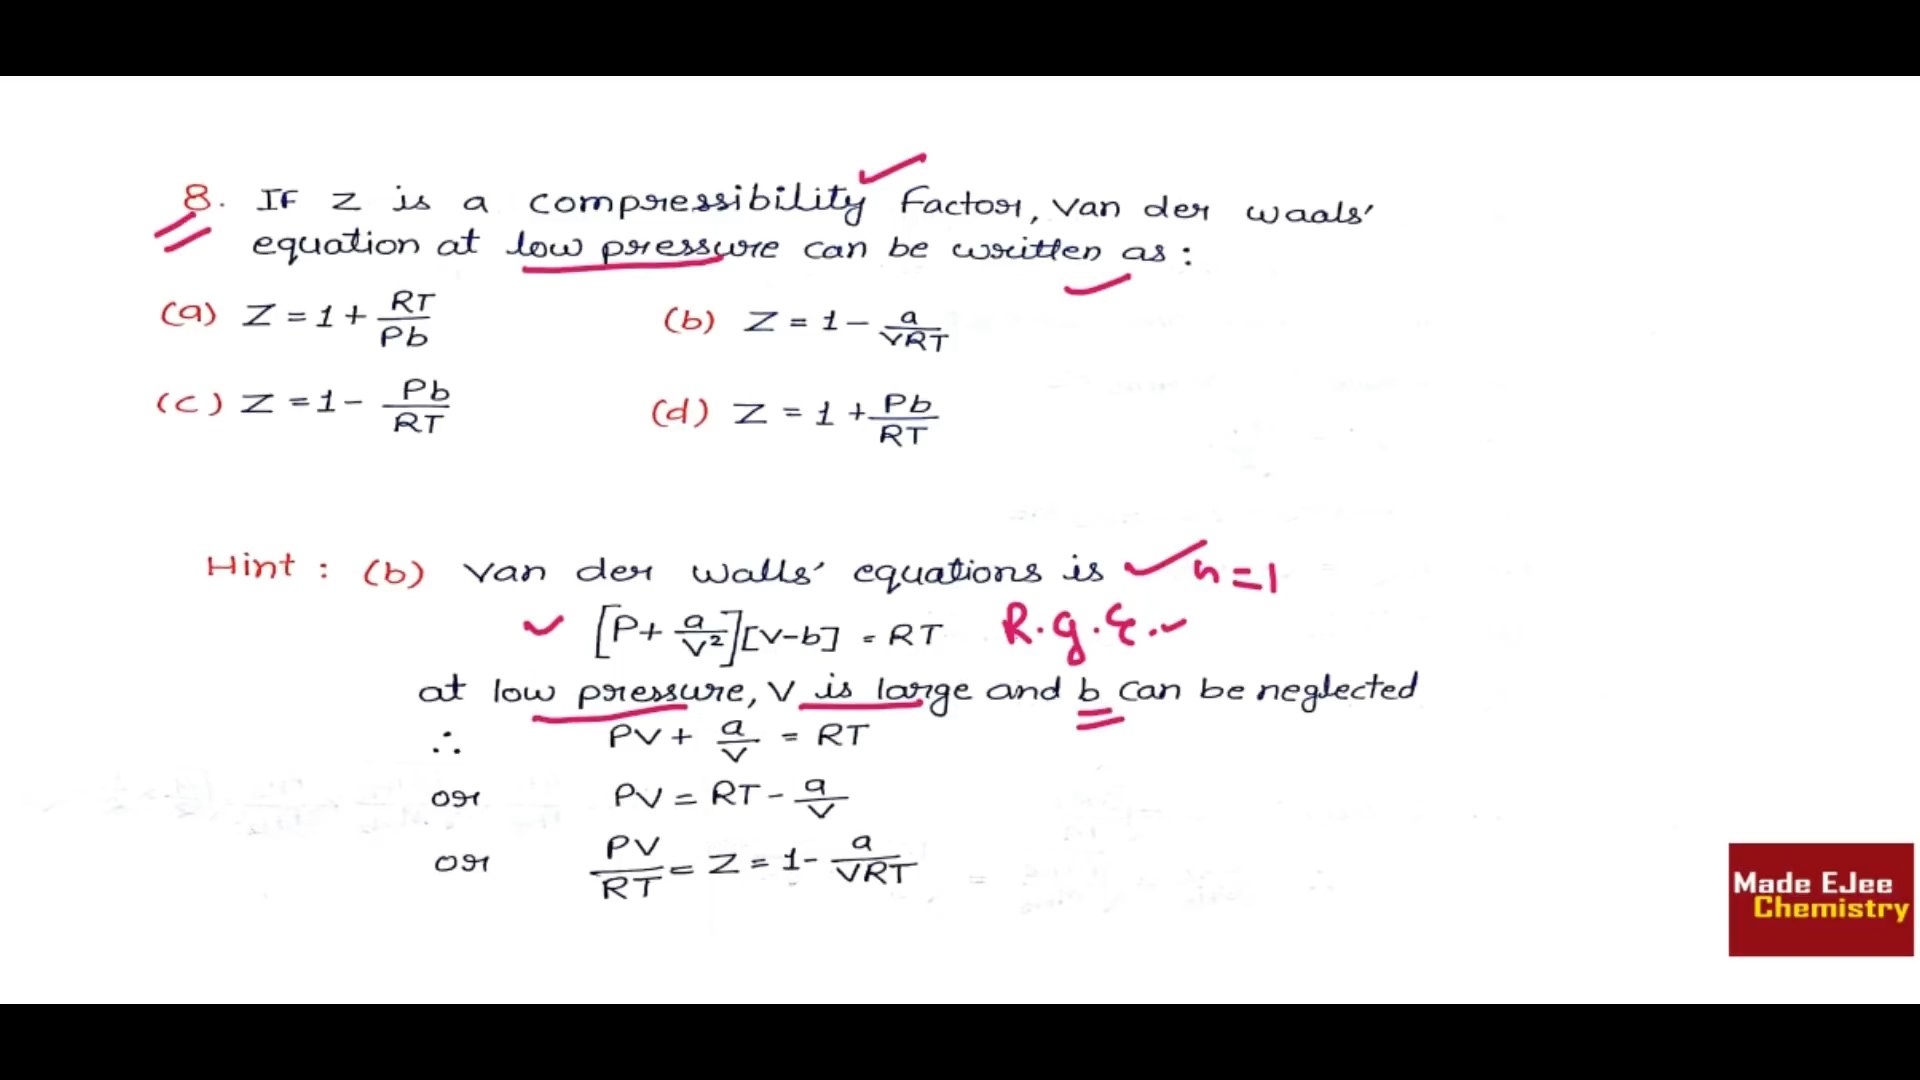 8. IF Z is a compressibility Factor, Van der waals'
equation at low pressure can be written as:
(a) Z = 1 + RT/Pb
(b) Z = 1 - a/VRT
(c) Z = 1 - Pb/RT
(d) Z = 1 + Pb/RT
Hint : (b) Van der walls' equations is n=1
[P + a/V²][V-b] = RT R.g.E.
at low pressure, V is large and b can be neglected
∴ PV + a/V = RT
or PV = RT - a/V
or PV/RT = Z = 1 - a/VRT
Made EJee
Chemistry